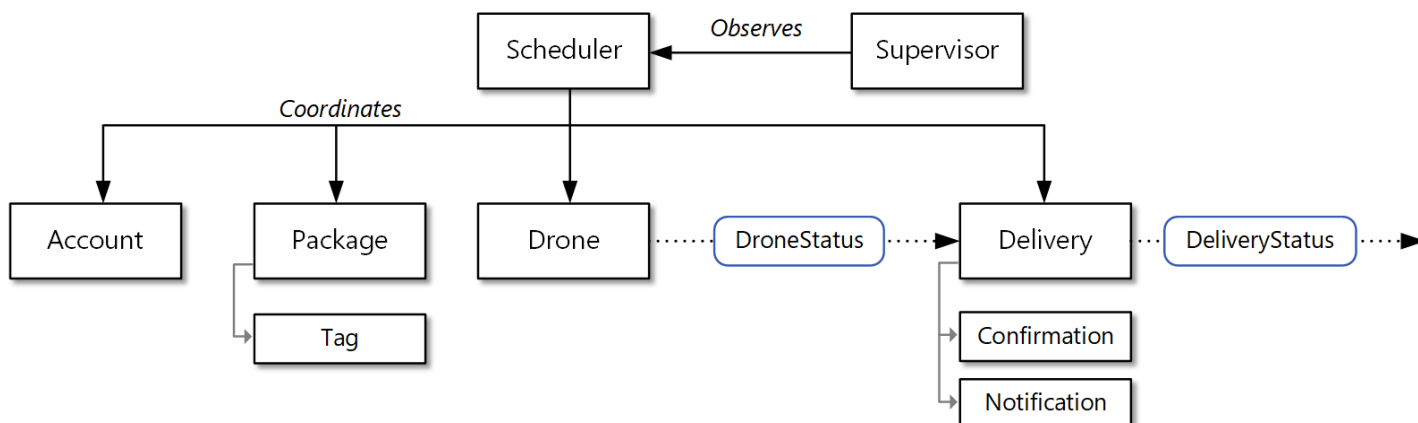 Observes
Scheduler
Supervisor
Coordinates
Account
Package
Drone
DroneStatus
Delivery
DeliveryStatus
Tag
Confirmation
Notification